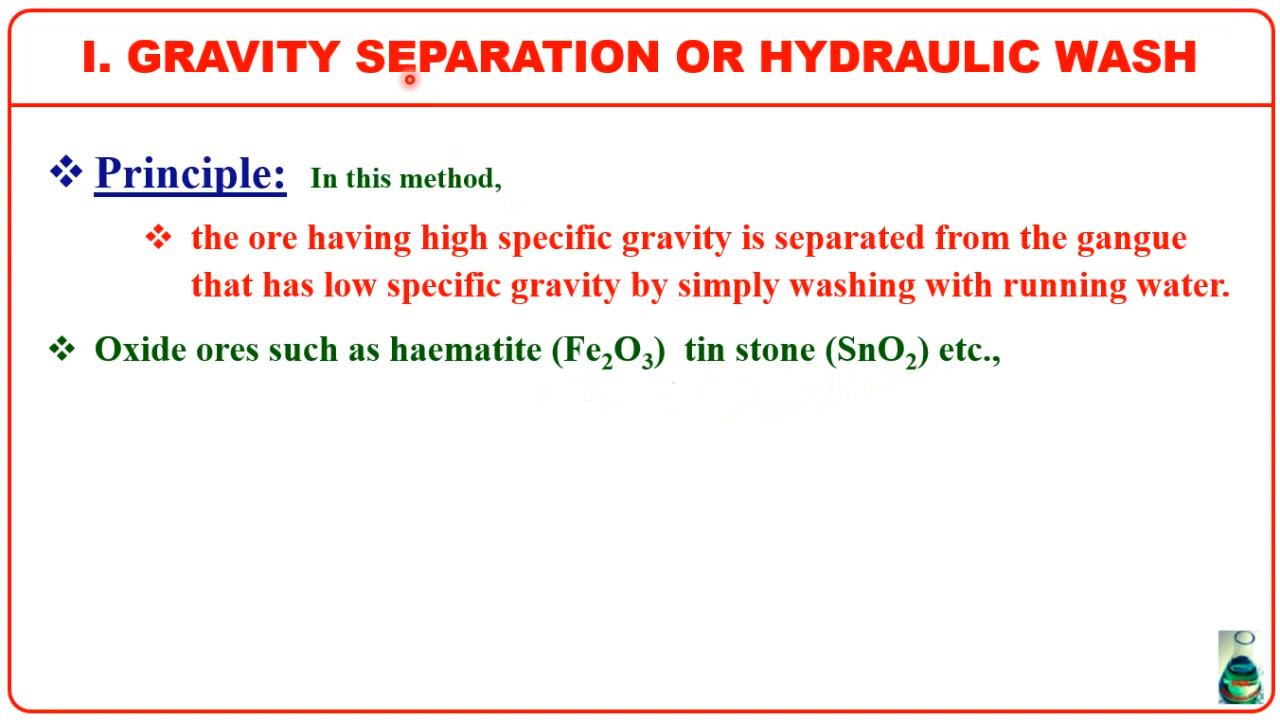 I. GRAVITY SEPARATION OR HYDRAULIC WASH
❖ Principle: In this method,
❖ the ore having high specific gravity is separated from the gangue
that has low specific gravity by simply washing with running water.
❖ Oxide ores such as haematite (Fe₂O₃) tin stone (SnO₂) etc.,